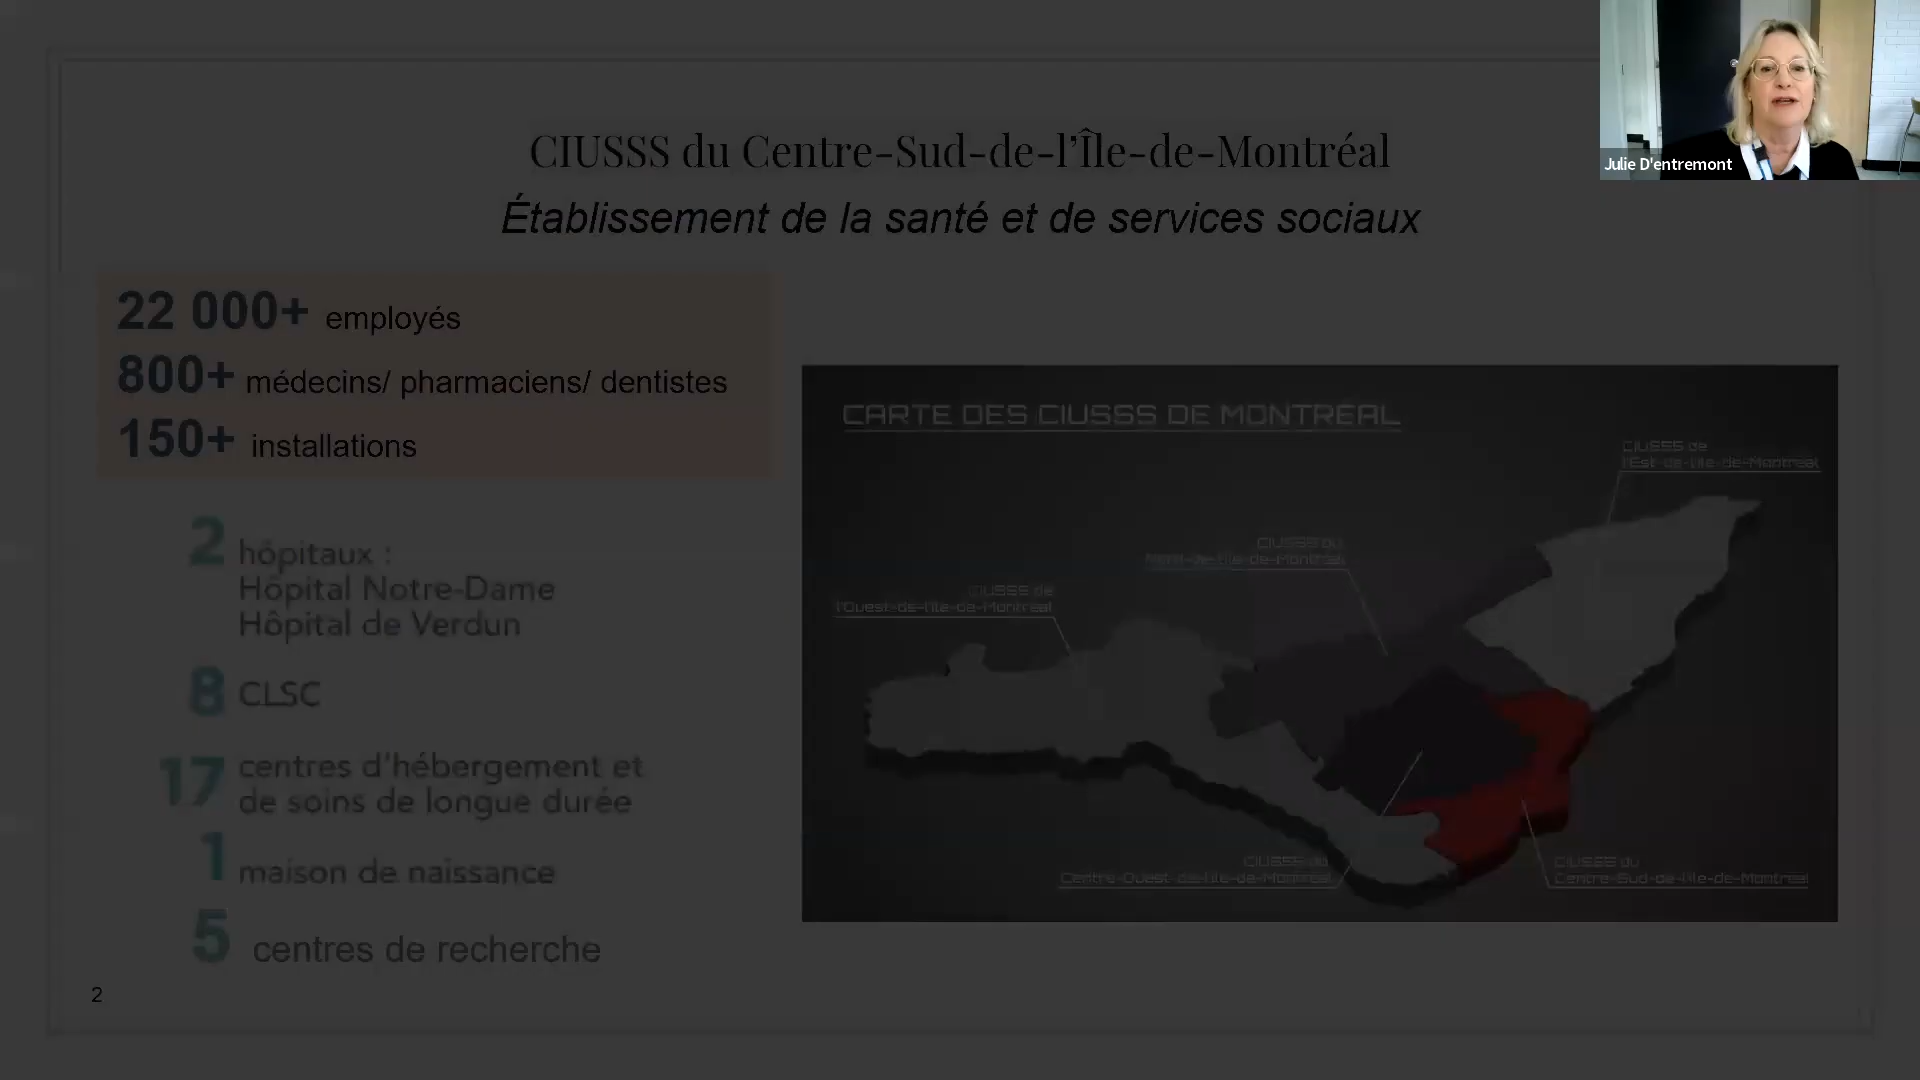 Julie D'entremont
CIUSSS du Centre-Sud-de-l'Île-de-Montréal
Établissement de la santé et de services sociaux
22 000+ employés
800+ médecins/ pharmaciens/ dentistes
150+ installations
2 hôpitaux :
Hôpital Notre-Dame
Hôpital de Verdun
8 CLSC
17 centres d'hébergement et
de soins de longue durée
1 maison de naissance
5 centres de recherche
2
CARTE DES CIUSSS DE MONTRÉAL
CIUSSS de
l'Est-de-l'Île-de-Montréal
CIUSSS du
Nord-de-l'Île-de-Montréal
CIUSSS de
l'Ouest-de-l'Île-de-Montréal
CIUSSS du
Centre-Ouest-de-l'Île-de-Montréal
CIUSSS du
Centre-Sud-de-l'Île-de-Montréal